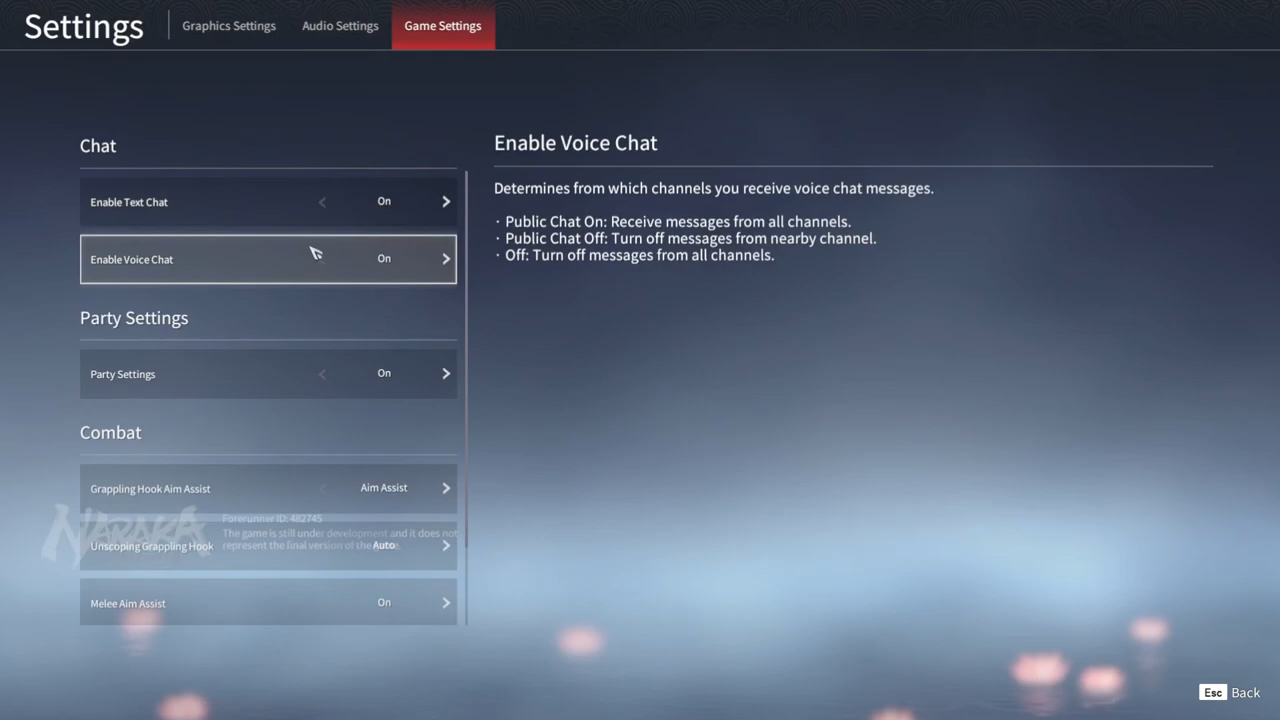 Settings
Graphics Settings
Audio Settings
Game Settings
Chat
Enable Text Chat
On
Enable Voice Chat
On
Party Settings
Party Settings
On
Combat
Grappling Hook Aim Assist
Aim Assist
NARAKA
Forerunner ID: 482745
The game is still under development and it does not
represent the final version of the
Unscoping Grappling Hook
Auto
Melee Aim Assist
On
Enable Voice Chat
Determines from which channels you receive voice chat messages.
· Public Chat On: Receive messages from all channels.
· Public Chat Off: Turn off messages from nearby channel.
· Off: Turn off messages from all channels.
Esc Back